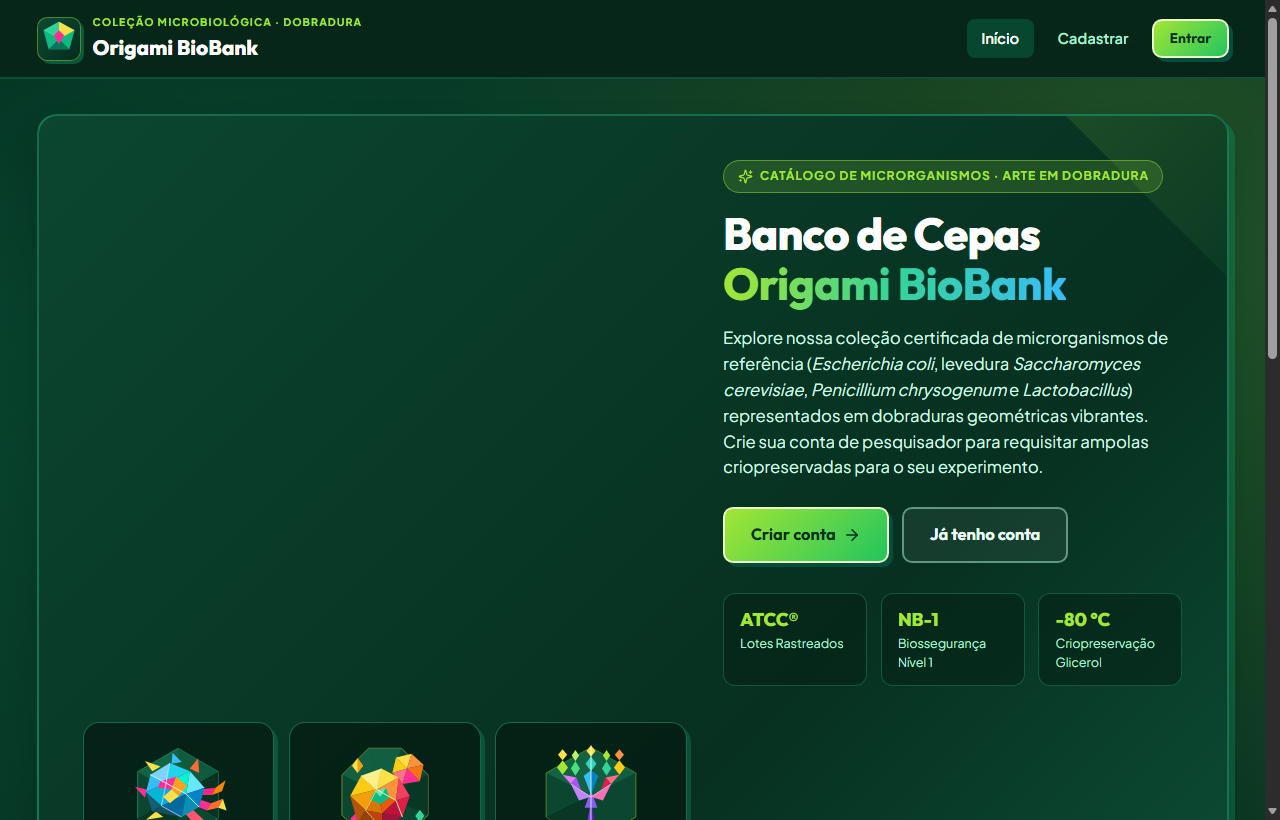 COLEÇÃO MICROBIOLÓGICA · DOBRADURA
Origami BioBank
Início
Cadastrar
Entrar
CATÁLOGO DE MICRORGANISMOS · ARTE EM DOBRADURA
Banco de Cepas
Origami BioBank
Explore nossa coleção certificada de microrganismos de
referência (Escherichia coli, levedura Saccharomyces
cerevisiae, Penicillium chrysogenum e Lactobacillus)
representados em dobraduras geométricas vibrantes.
Crie sua conta de pesquisador para requisitar ampolas
criopreservadas para o seu experimento.
Criar conta →
Já tenho conta
ATCC®
Lotes Rastreados
NB-1
Biossegurança
Nível 1
-80 °C
Criopreservação
Glicerol